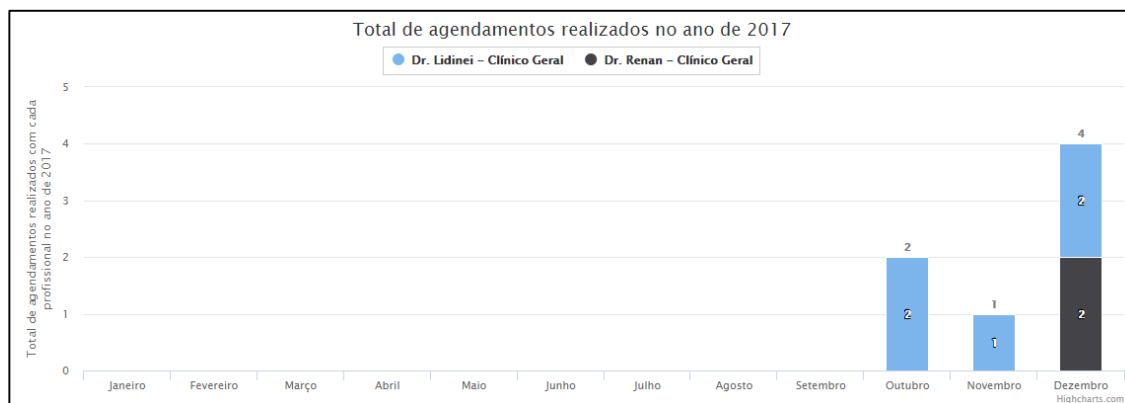 Total de agendamentos realizados no ano de 2017
Dr. Lidinei – Clínico Geral
Dr. Renan – Clínico Geral
Total de agendamentos realizados com cada
profissional no ano de 2017
5
4
3
2
1
0
2
2
1
1
4
2
2
Janeiro
Fevereiro
Março
Abril
Maio
Junho
Julho
Agosto
Setembro
Outubro
Novembro
Dezembro
Highcharts.com